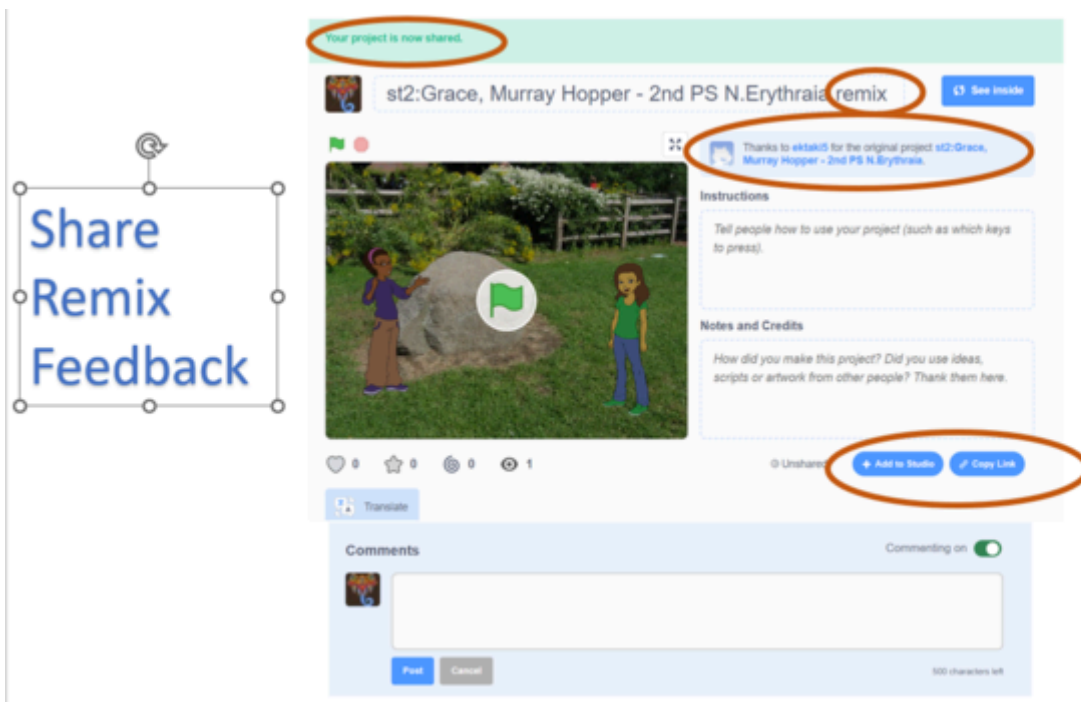 Your project is now shared.
st2:Grace, Murray Hopper - 2nd PS N.Erythraia remix
See inside
Share
Remix
Feedback
Thanks to ektaki5 for the original project st2:Grace,
Murray Hopper - 2nd PS N.Erythraia.
Instructions
Tell people how to use your project (such as which keys
to press).
Notes and Credits
How did you make this project? Did you use ideas,
scripts or artwork from other people? Thank them here.
0 0 0 1
Unshared
+ Add to Studio
Copy Link
Translate
Comments
Commenting on
Post
Cancel
500 characters left